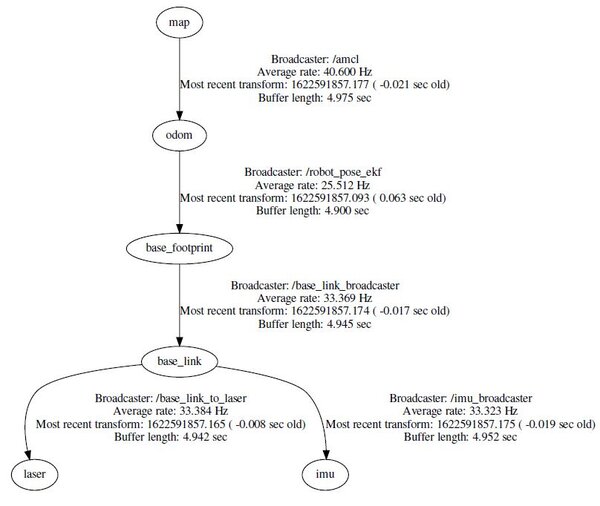 map
Broadcaster: /amcl
Average rate: 40.600 Hz
Most recent transform: 1622591857.177 ( -0.021 sec old)
Buffer length: 4.975 sec
odom
Broadcaster: /robot_pose_ekf
Average rate: 25.512 Hz
Most recent transform: 1622591857.093 ( 0.063 sec old)
Buffer length: 4.900 sec
base_footprint
Broadcaster: /base_link_broadcaster
Average rate: 33.369 Hz
Most recent transform: 1622591857.174 ( -0.017 sec old)
Buffer length: 4.945 sec
base_link
Broadcaster: /base_link_to_laser
Average rate: 33.384 Hz
Most recent transform: 1622591857.165 ( -0.008 sec old)
Buffer length: 4.942 sec
Broadcaster: /imu_broadcaster
Average rate: 33.323 Hz
Most recent transform: 1622591857.175 ( -0.019 sec old)
Buffer length: 4.952 sec
laser
imu